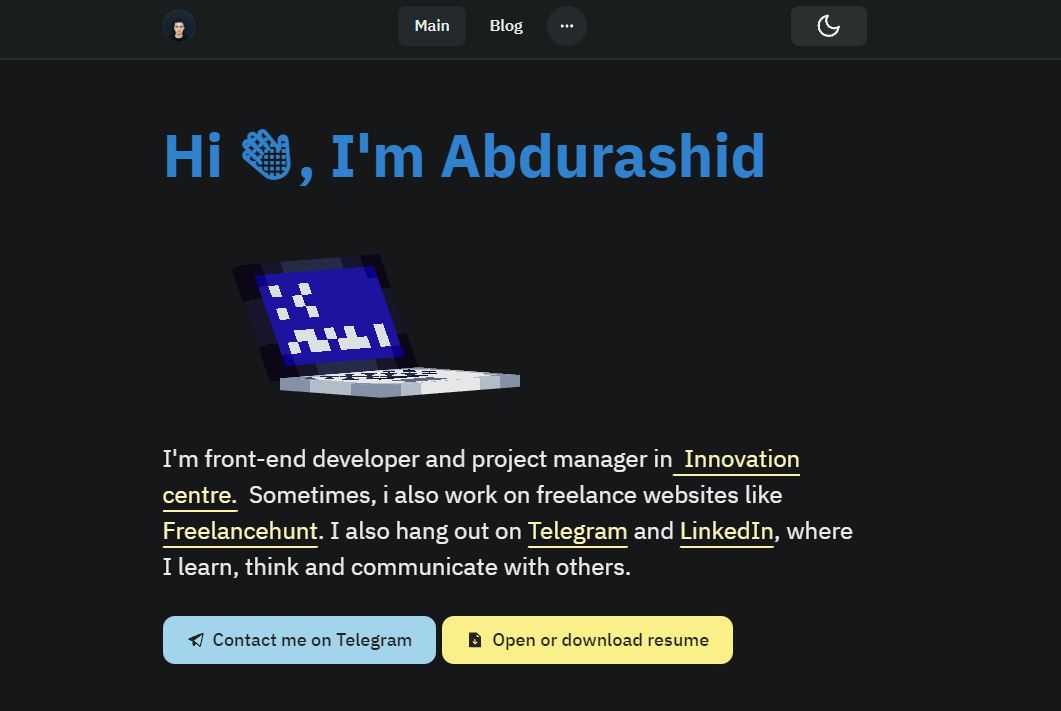 Main
Blog
Hi 👋, I'm Abdurashid
I'm front-end developer and project manager in Innovation
centre. Sometimes, i also work on freelance websites like
Freelancehunt. I also hang out on Telegram and LinkedIn, where
I learn, think and communicate with others.
Contact me on Telegram
Open or download resume